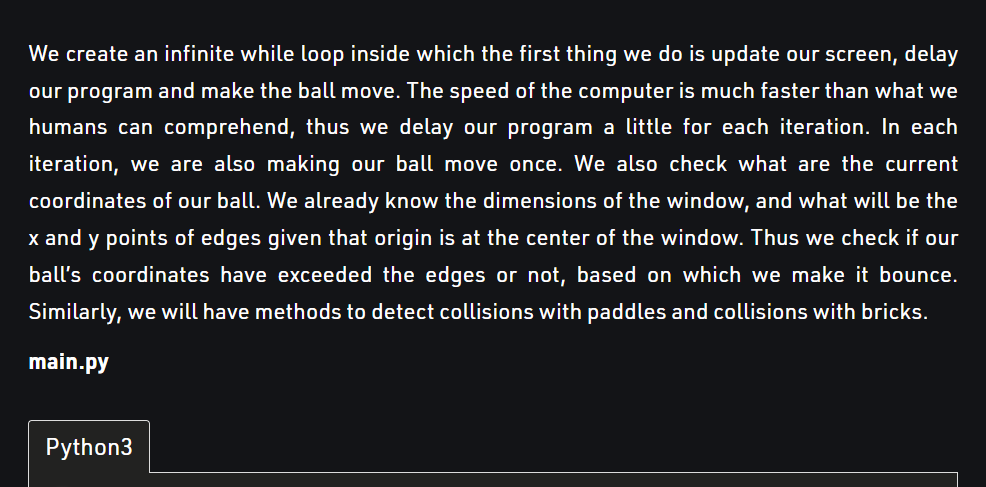 We create an infinite while loop inside which the first thing we do is update our screen, delay
our program and make the ball move. The speed of the computer is much faster than what we
humans can comprehend, thus we delay our program a little for each iteration. In each
iteration, we are also making our ball move once. We also check what are the current
coordinates of our ball. We already know the dimensions of the window, and what will be the
x and y points of edges given that origin is at the center of the window. Thus we check if our
ball’s coordinates have exceeded the edges or not, based on which we make it bounce.
Similarly, we will have methods to detect collisions with paddles and collisions with bricks.
main.py
Python3